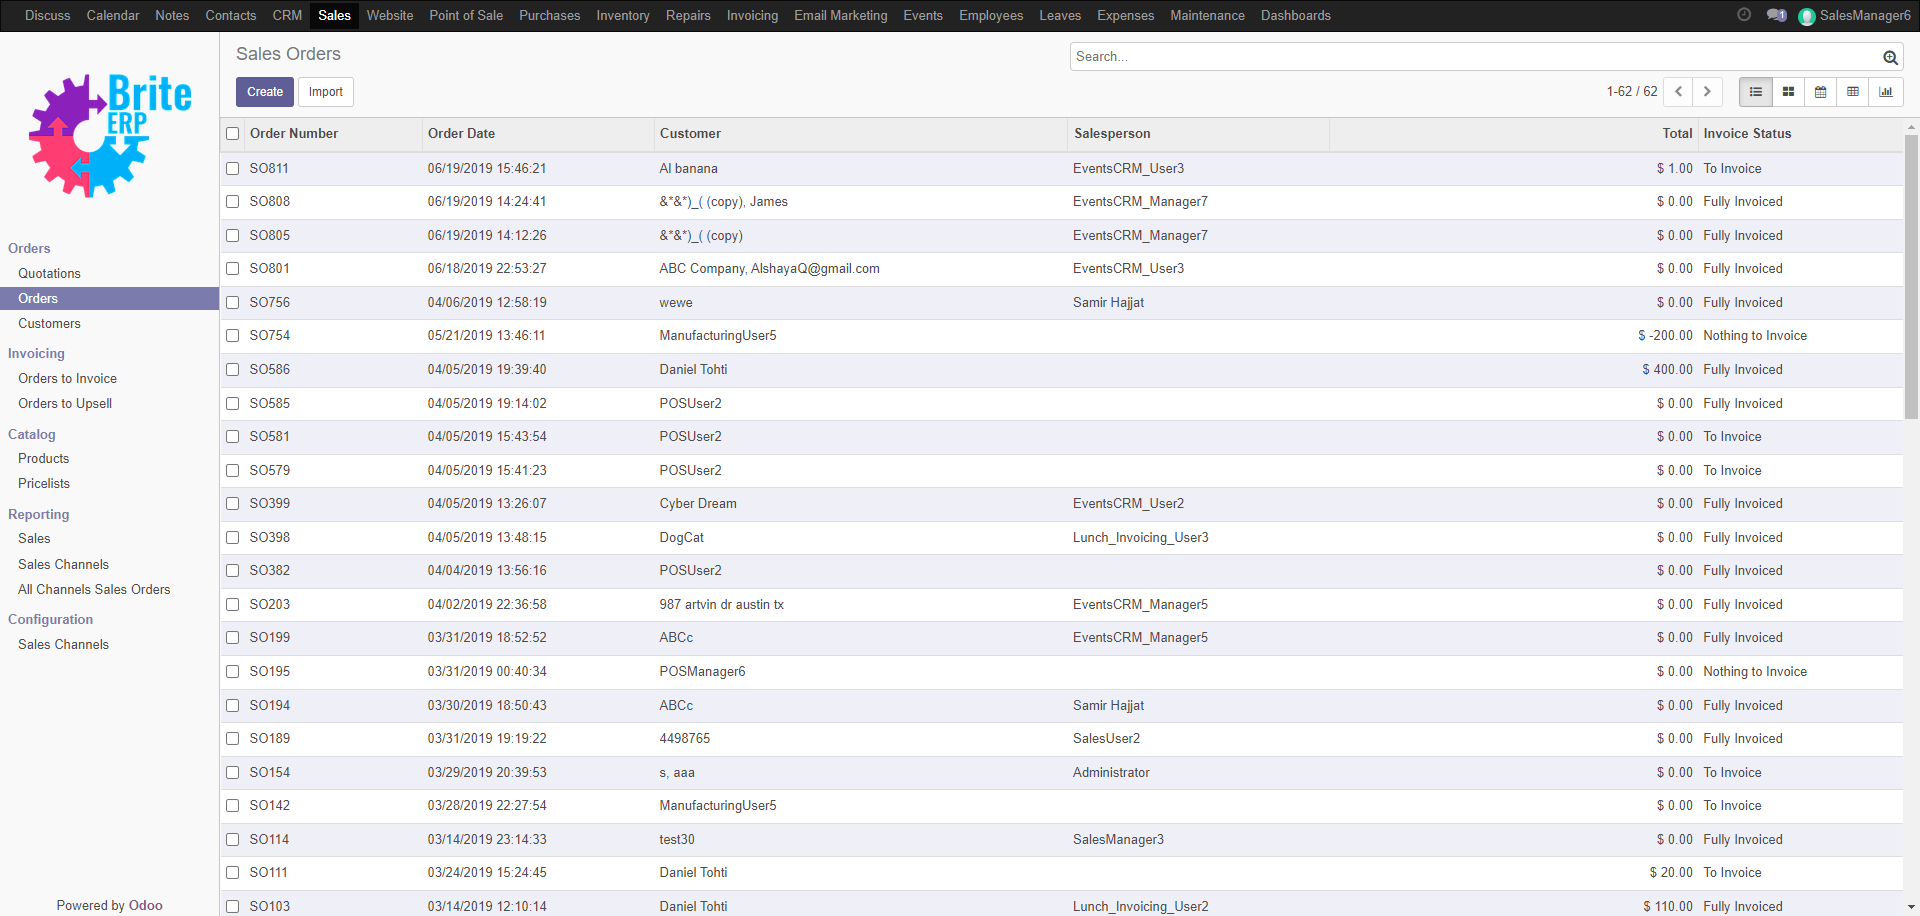 Discuss Calendar Notes Contacts CRM Sales Website Point of Sale Purchases Inventory Repairs Invoicing Email Marketing Events Employees Leaves Expenses Maintenance Dashboards 1 SalesManager6
Brite
ERP
Orders
Quotations
Orders
Customers
Invoicing
Orders to Invoice
Orders to Upsell
Catalog
Products
Pricelists
Reporting
Sales
Sales Channels
All Channels Sales Orders
Configuration
Sales Channels
Powered by Odoo
Sales Orders
Search...
Create Import 1-62 / 62
Order Number Order Date Customer Salesperson Total Invoice Status
SO811 06/19/2019 15:46:21 Al banana EventsCRM_User3 $ 1.00 To Invoice
SO808 06/19/2019 14:24:41 &*&*)_( (copy), James EventsCRM_Manager7 $ 0.00 Fully Invoiced
SO805 06/19/2019 14:12:26 &*&*)_( (copy) EventsCRM_Manager7 $ 0.00 Fully Invoiced
SO801 06/18/2019 22:53:27 ABC Company, AlshayaQ@gmail.com EventsCRM_User3 $ 0.00 Fully Invoiced
SO756 04/06/2019 12:58:19 wewe Samir Hajjat $ 0.00 Fully Invoiced
SO754 05/21/2019 13:46:11 ManufacturingUser5 $ -200.00 Nothing to Invoice
SO586 04/05/2019 19:39:40 Daniel Tohti $ 400.00 Fully Invoiced
SO585 04/05/2019 19:14:02 POSUser2 $ 0.00 Fully Invoiced
SO581 04/05/2019 15:43:54 POSUser2 $ 0.00 To Invoice
SO579 04/05/2019 15:41:23 POSUser2 $ 0.00 To Invoice
SO399 04/05/2019 13:26:07 Cyber Dream EventsCRM_User2 $ 0.00 Fully Invoiced
SO398 04/05/2019 13:48:15 DogCat Lunch_Invoicing_User3 $ 0.00 Fully Invoiced
SO382 04/04/2019 13:56:16 POSUser2 $ 0.00 Fully Invoiced
SO203 04/02/2019 22:36:58 987 artvin dr austin tx EventsCRM_Manager5 $ 0.00 Fully Invoiced
SO199 03/31/2019 18:52:52 ABCc EventsCRM_Manager5 $ 0.00 Fully Invoiced
SO195 03/31/2019 00:40:34 POSManager6 $ 0.00 Nothing to Invoice
SO194 03/30/2019 18:50:43 ABCc Samir Hajjat $ 0.00 Fully Invoiced
SO189 03/31/2019 19:19:22 4498765 SalesUser2 $ 0.00 Fully Invoiced
SO154 03/29/2019 20:39:53 s, aaa Administrator $ 0.00 To Invoice
SO142 03/28/2019 22:27:54 ManufacturingUser5 $ 0.00 To Invoice
SO114 03/14/2019 23:14:33 test30 SalesManager3 $ 0.00 Fully Invoiced
SO111 03/24/2019 15:24:45 Daniel Tohti $ 20.00 To Invoice
SO103 03/14/2019 12:10:14 Daniel Tohti Lunch_Invoicing_User2 $ 110.00 Fully Invoiced